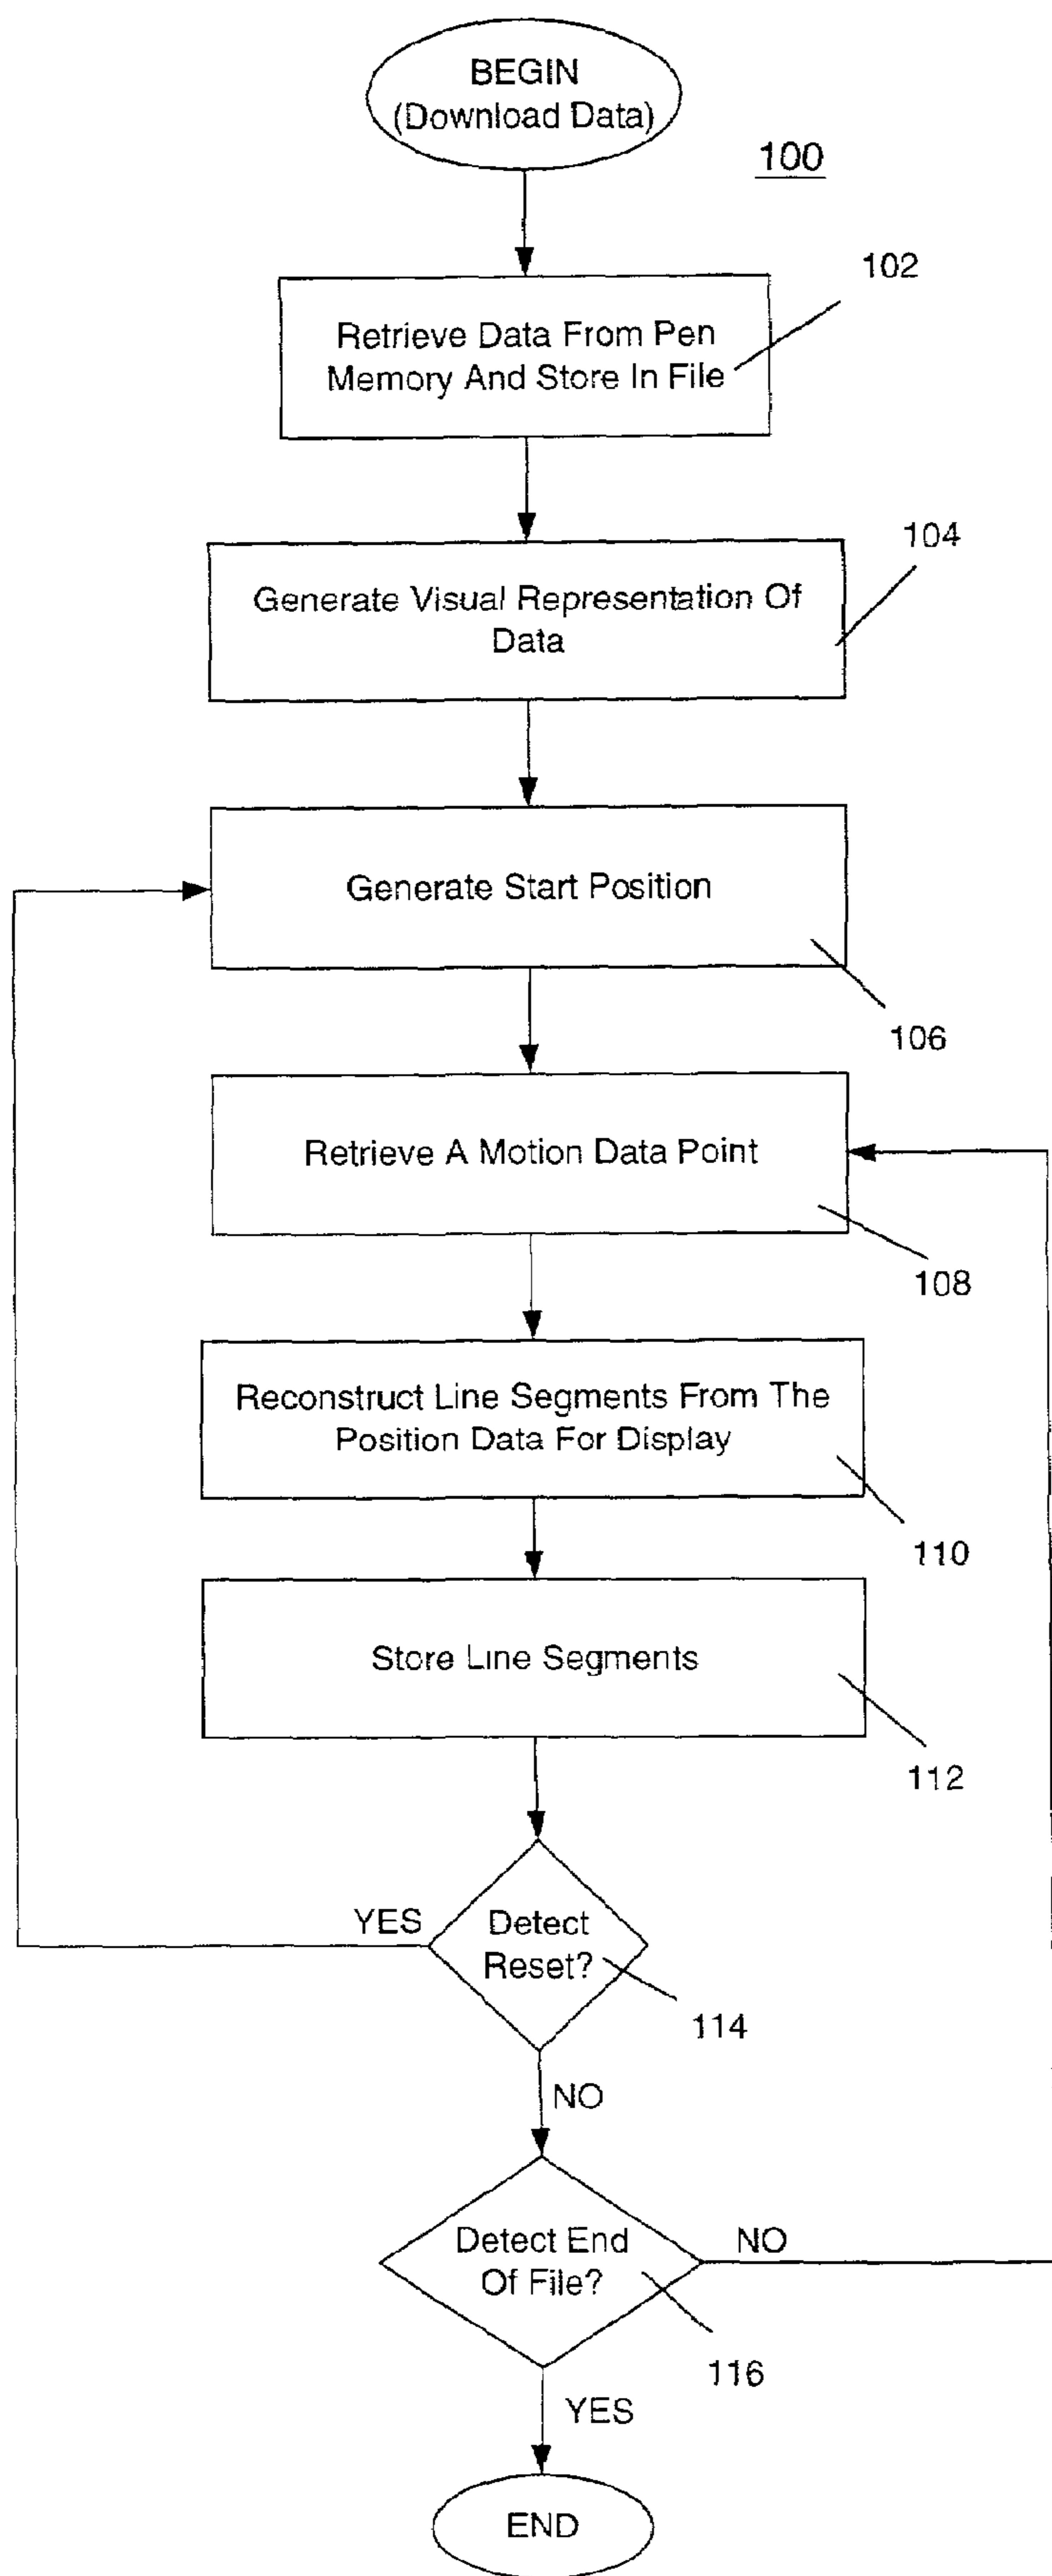 BEGIN
(Download Data)
100
102
Retrieve Data From Pen
Memory And Store In File
104
Generate Visual Representation Of
Data
Generate Start Position
106
Retrieve A Motion Data Point
108
Reconstruct Line Segments From The
Position Data For Display
110
Store Line Segments
112
YES
Detect
Reset?
114
NO
Detect End
Of File?
NO
116
YES
END